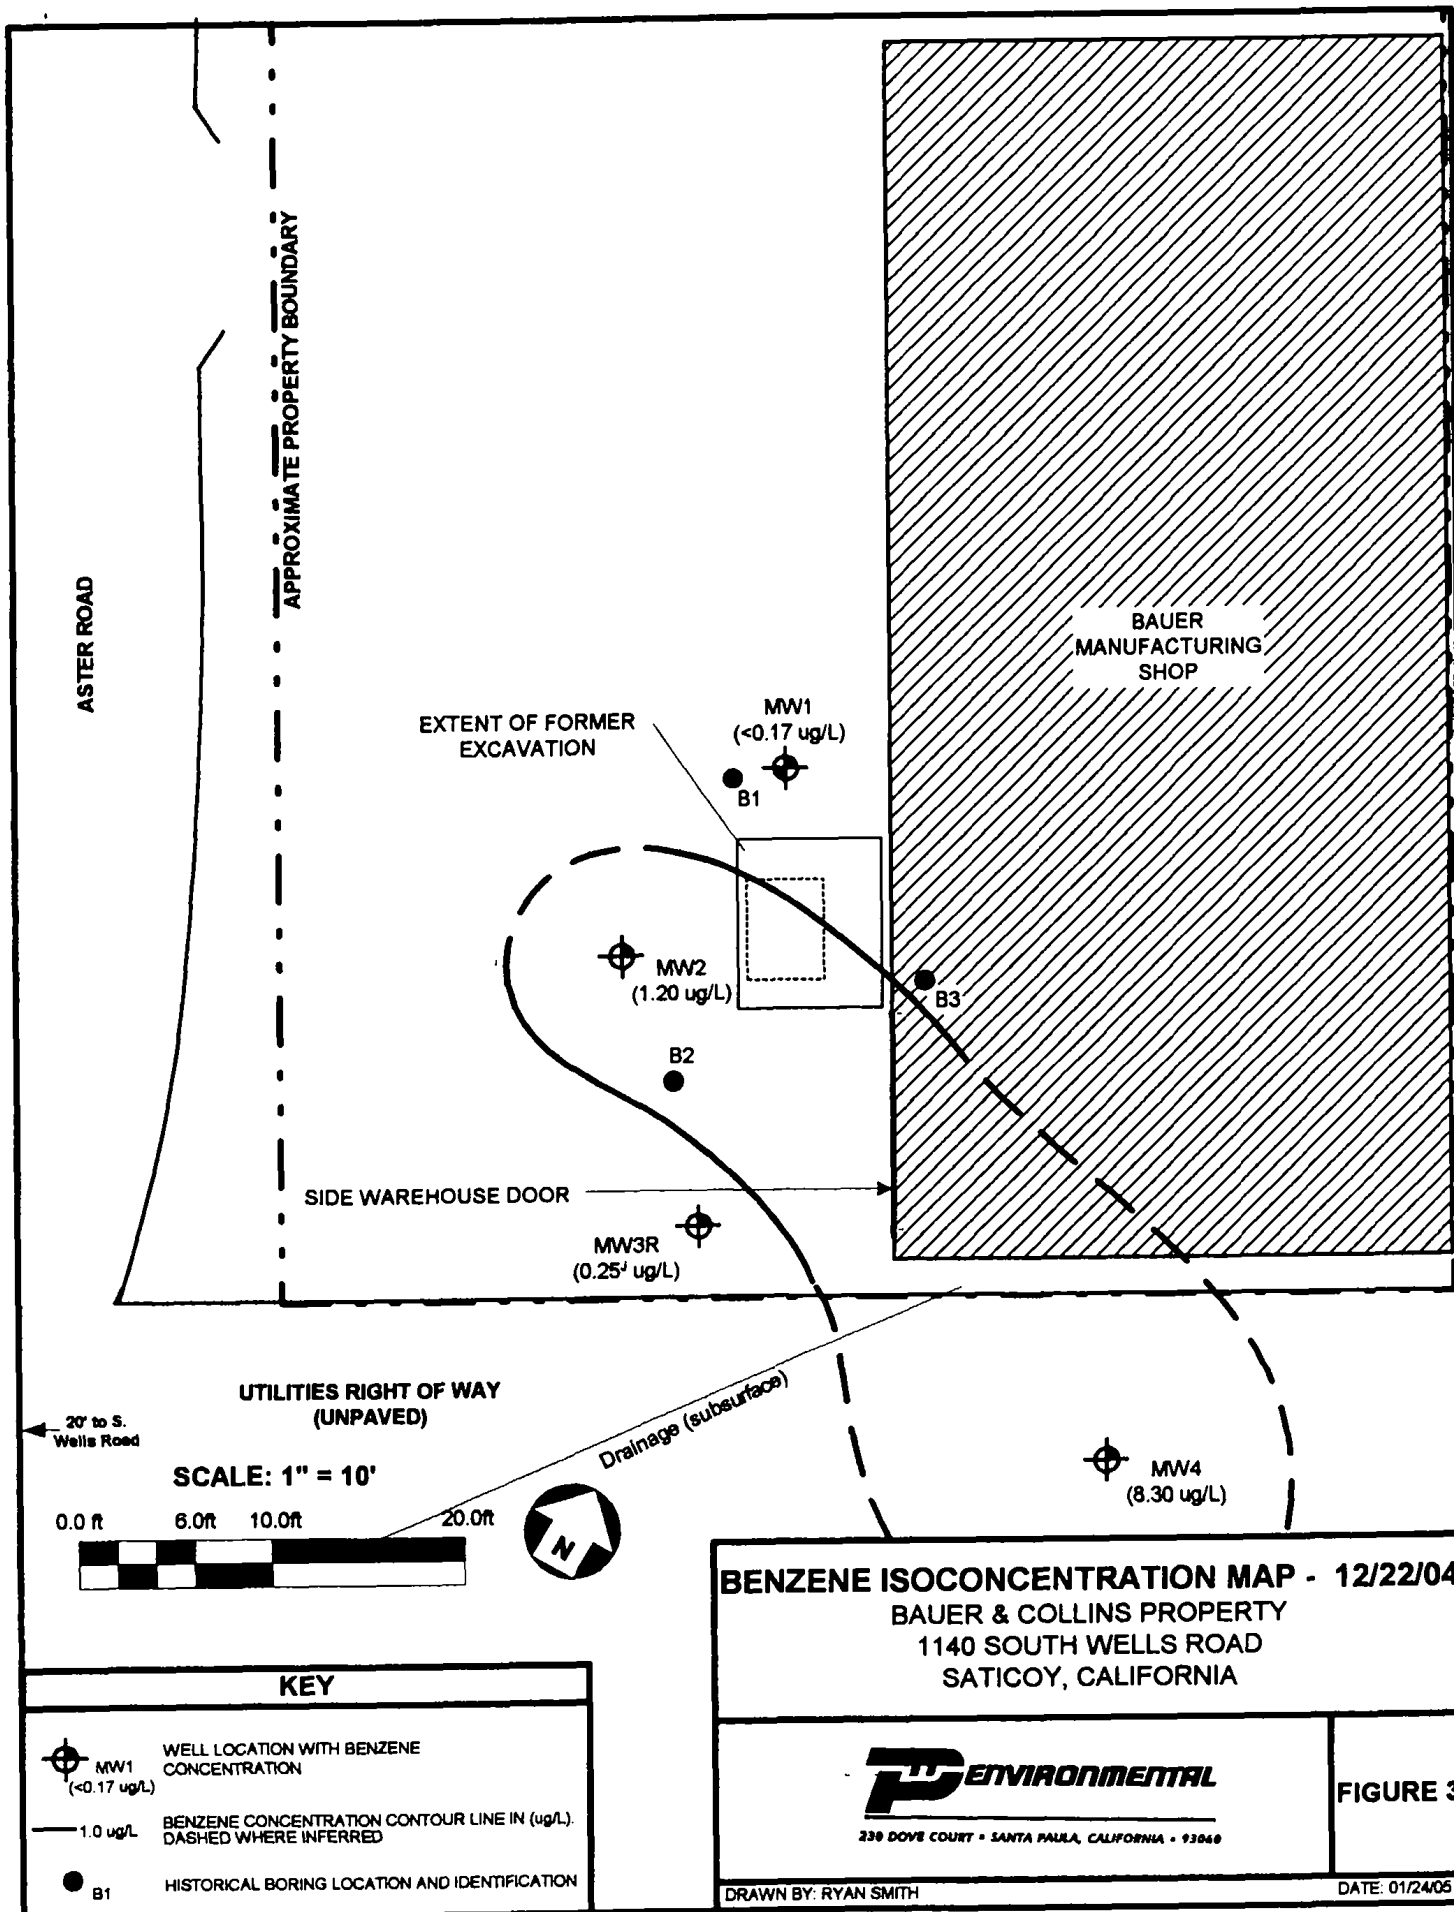 APPROXIMATE PROPERTY BOUNDARY
ASTER ROAD
BAUER
MANUFACTURING
SHOP
EXTENT OF FORMER
EXCAVATION
MW1
(<0.17 ug/L)
B1
MW2
(1.20 ug/L)
B3
B2
SIDE WAREHOUSE DOOR
MW3R
(0.25ᴶ ug/L)
UTILITIES RIGHT OF WAY
(UNPAVED)
20' to S.
Wells Road
Drainage (subsurface)
SCALE: 1" = 10'
0.0 ft 6.0ft 10.0ft 20.0ft
N
MW4
(8.30 ug/L)
BENZENE ISOCONCENTRATION MAP - 12/22/04
BAUER & COLLINS PROPERTY
1140 SOUTH WELLS ROAD
SATICOY, CALIFORNIA
KEY
MW1
(<0.17 ug/L)
WELL LOCATION WITH BENZENE
CONCENTRATION
1.0 ug/L
BENZENE CONCENTRATION CONTOUR LINE IN (ug/L).
DASHED WHERE INFERRED
B1
HISTORICAL BORING LOCATION AND IDENTIFICATION
ENVIRONMENTAL
230 DOVE COURT • SANTA PAULA, CALIFORNIA • 93060
FIGURE 3
DRAWN BY: RYAN SMITH
DATE: 01/24/05